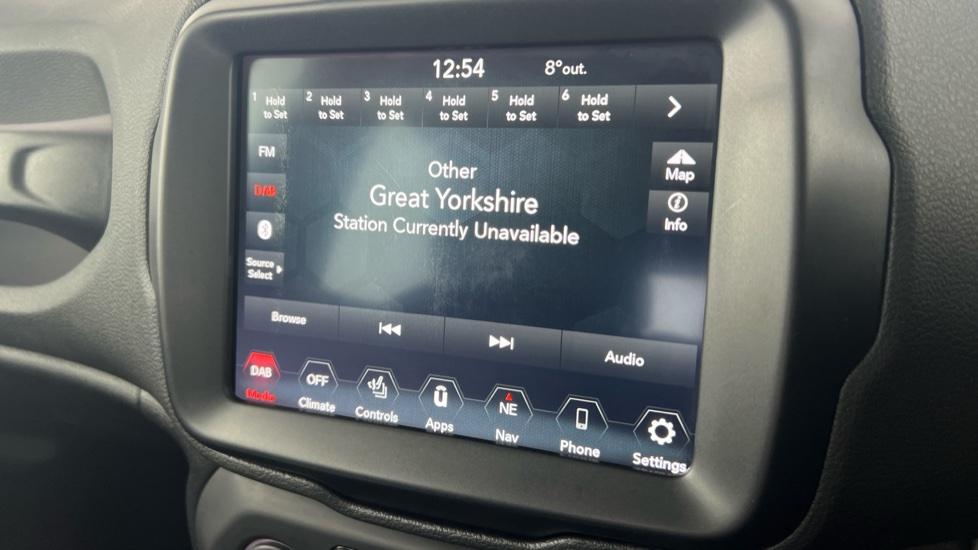 12:54 8°out.
1 Hold to Set 2 Hold to Set 3 Hold to Set 4 Hold to Set 5 Hold to Set 6 Hold to Set
FM
DAB
Source Select
Other
Great Yorkshire
Station Currently Unavailable
Map
Info
Browse Audio
DAB OFF NE
Media Climate Controls Apps Nav Phone Settings